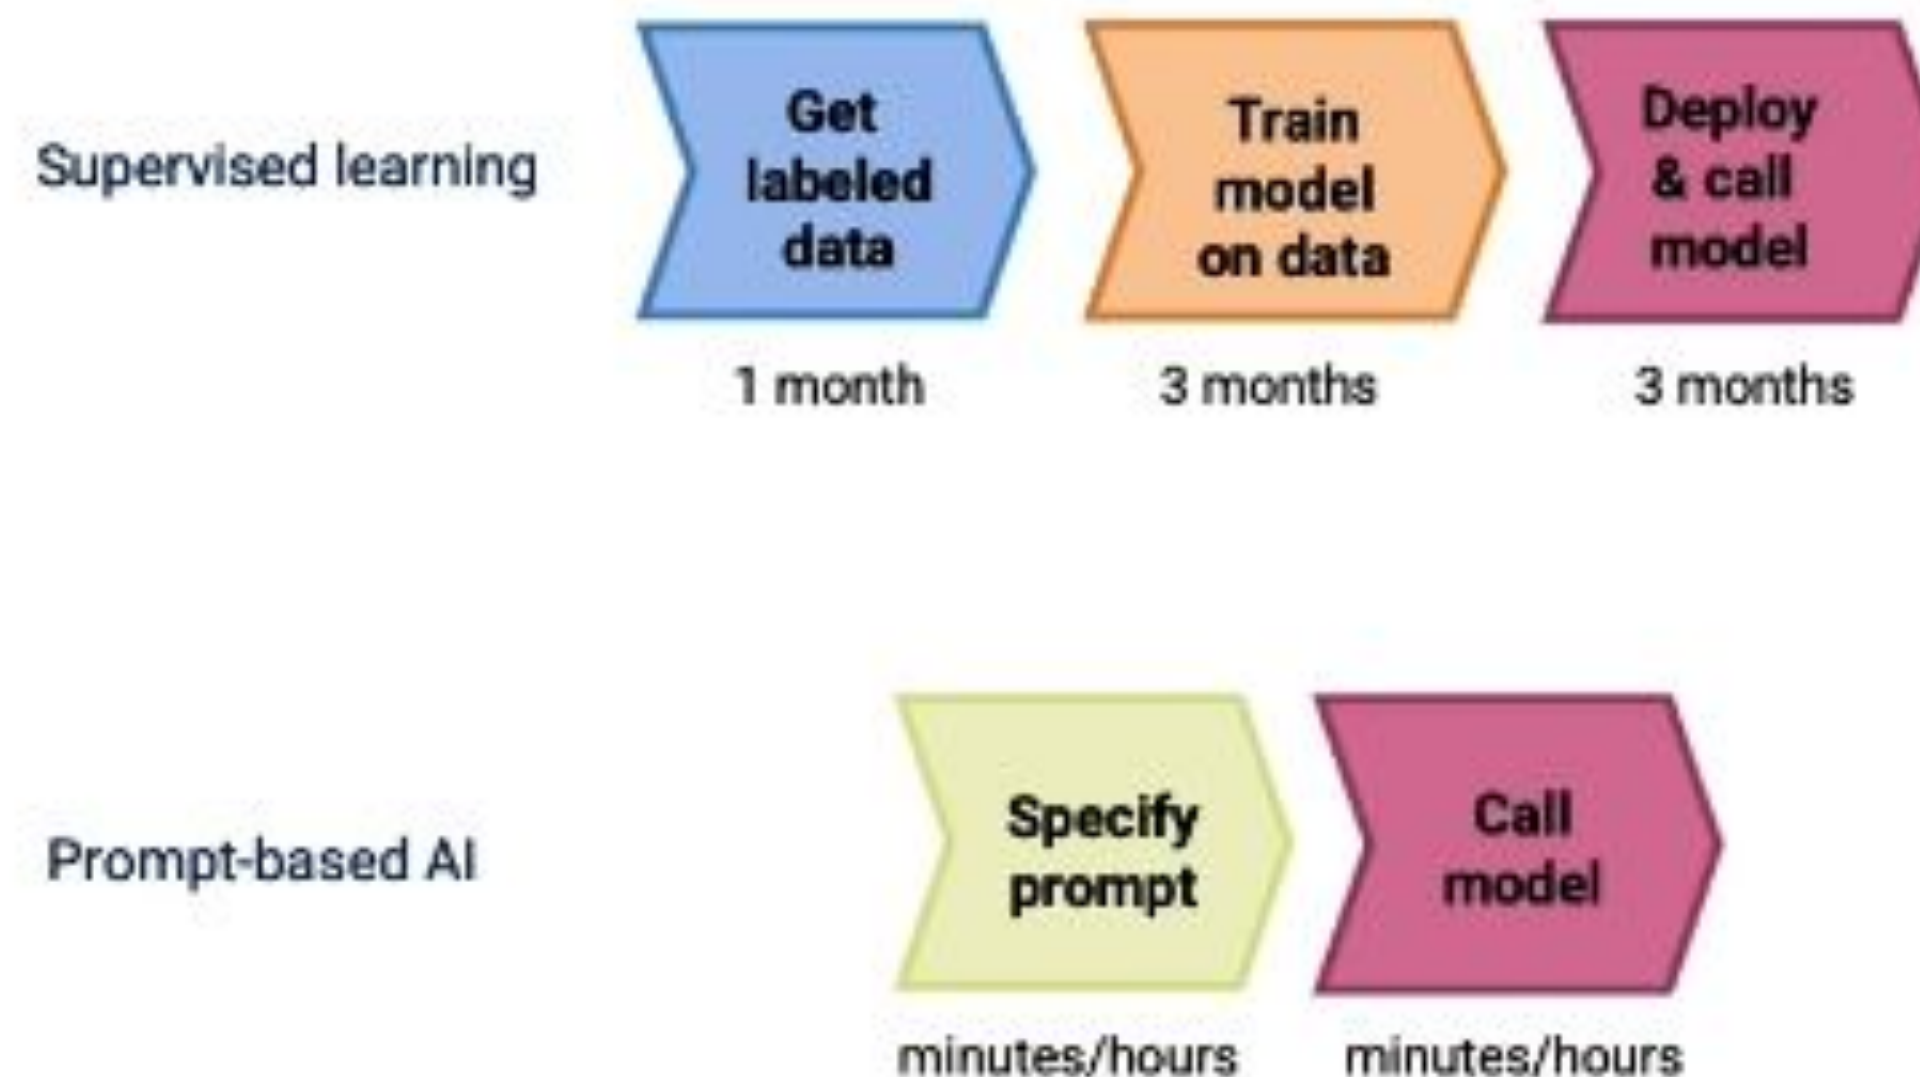 Supervised learning
Get
labeled
data
Train
model
on data
Deploy
& call
model
1 month
3 months
3 months
Prompt-based AI
Specify
prompt
Call
model
minutes/hours
minutes/hours